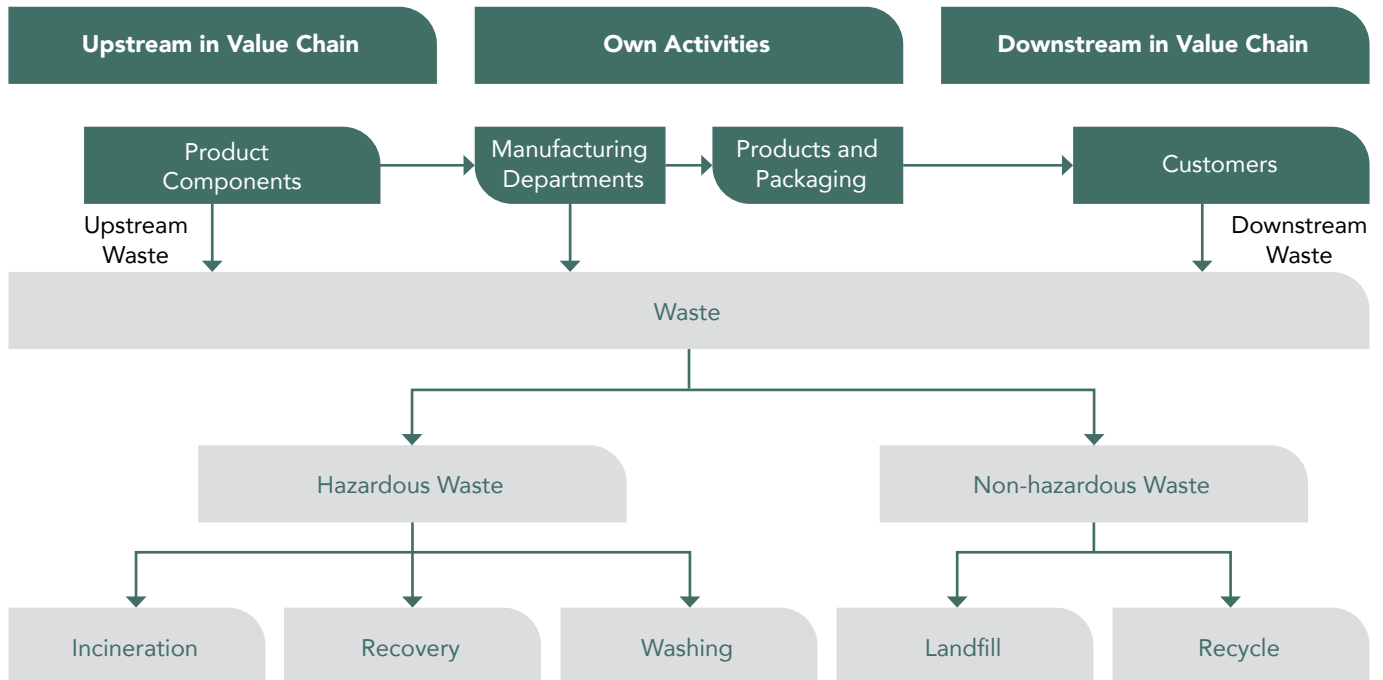 Upstream in Value Chain
Own Activities
Downstream in Value Chain
Product
Components
Manufacturing
Departments
Products and
Packaging
Customers
Upstream
Waste
Downstream
Waste
Waste
Hazardous Waste
Non-hazardous Waste
Incineration
Recovery
Washing
Landfill
Recycle